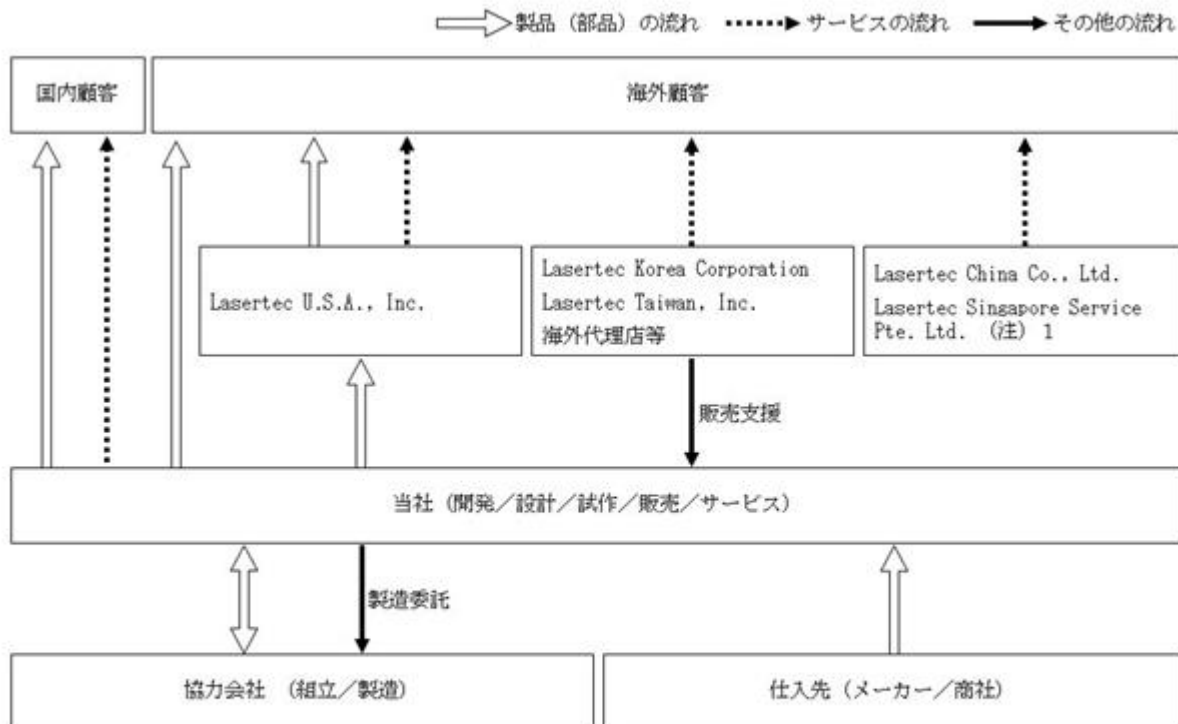 製品（部品）の流れ サービスの流れ その他の流れ
国内顧客 海外顧客
Lasertec U.S.A., Inc.
Lasertec Korea Corporation
Lasertec Taiwan, Inc.
海外代理店等
Lasertec China Co., Ltd.
Lasertec Singapore Service
Pte. Ltd. （注）1
販売支援
当社（開発／設計／試作／販売／サービス）
製造委託
協力会社 （組立／製造） 仕入先（メーカー／商社）